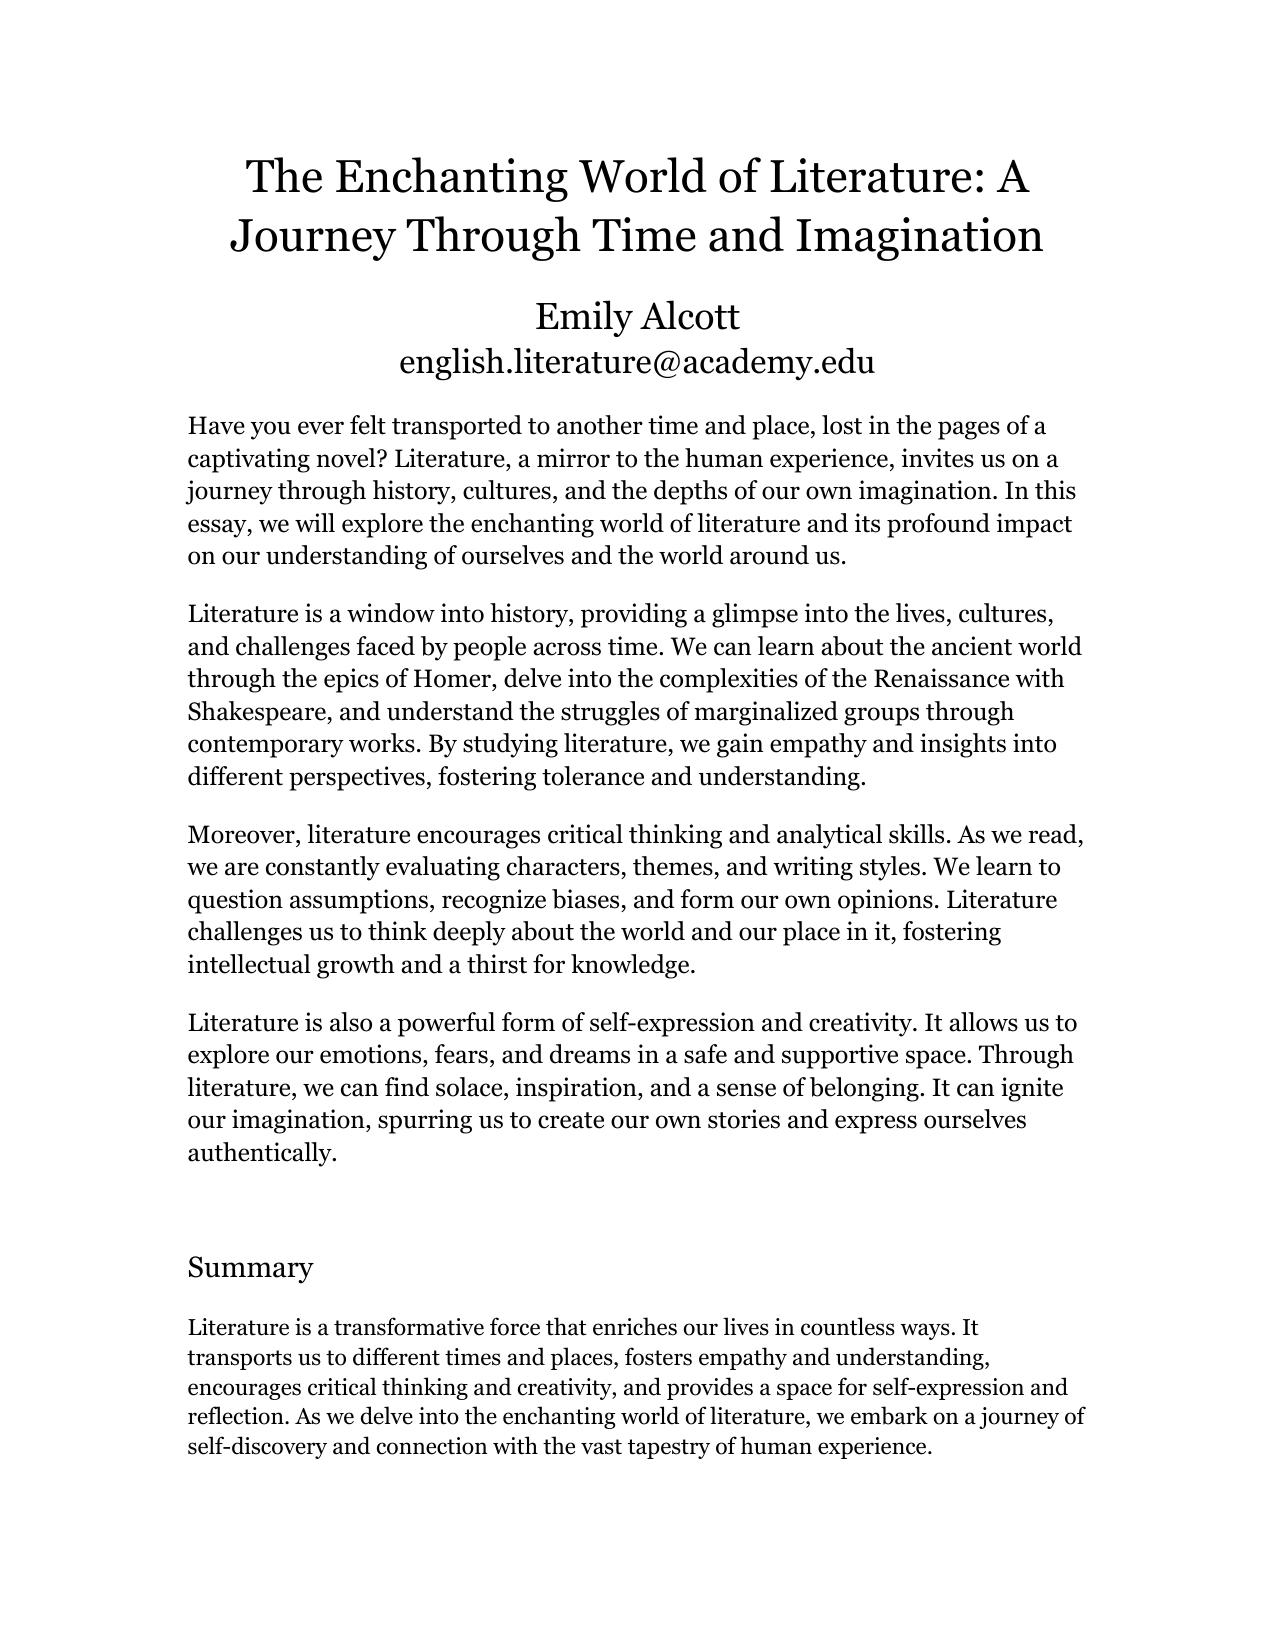 The Enchanting World of Literature: A
Journey Through Time and Imagination
Emily Alcott
english.literature@academy.edu
Have you ever felt transported to another time and place, lost in the pages of a
captivating novel? Literature, a mirror to the human experience, invites us on a
journey through history, cultures, and the depths of our own imagination. In this
essay, we will explore the enchanting world of literature and its profound impact
on our understanding of ourselves and the world around us.
Literature is a window into history, providing a glimpse into the lives, cultures,
and challenges faced by people across time. We can learn about the ancient world
through the epics of Homer, delve into the complexities of the Renaissance with
Shakespeare, and understand the struggles of marginalized groups through
contemporary works. By studying literature, we gain empathy and insights into
different perspectives, fostering tolerance and understanding.
Moreover, literature encourages critical thinking and analytical skills. As we read,
we are constantly evaluating characters, themes, and writing styles. We learn to
question assumptions, recognize biases, and form our own opinions. Literature
challenges us to think deeply about the world and our place in it, fostering
intellectual growth and a thirst for knowledge.
Literature is also a powerful form of self-expression and creativity. It allows us to
explore our emotions, fears, and dreams in a safe and supportive space. Through
literature, we can find solace, inspiration, and a sense of belonging. It can ignite
our imagination, spurring us to create our own stories and express ourselves
authentically.
Summary
Literature is a transformative force that enriches our lives in countless ways. It
transports us to different times and places, fosters empathy and understanding,
encourages critical thinking and creativity, and provides a space for self-expression and
reflection. As we delve into the enchanting world of literature, we embark on a journey of
self-discovery and connection with the vast tapestry of human experience.